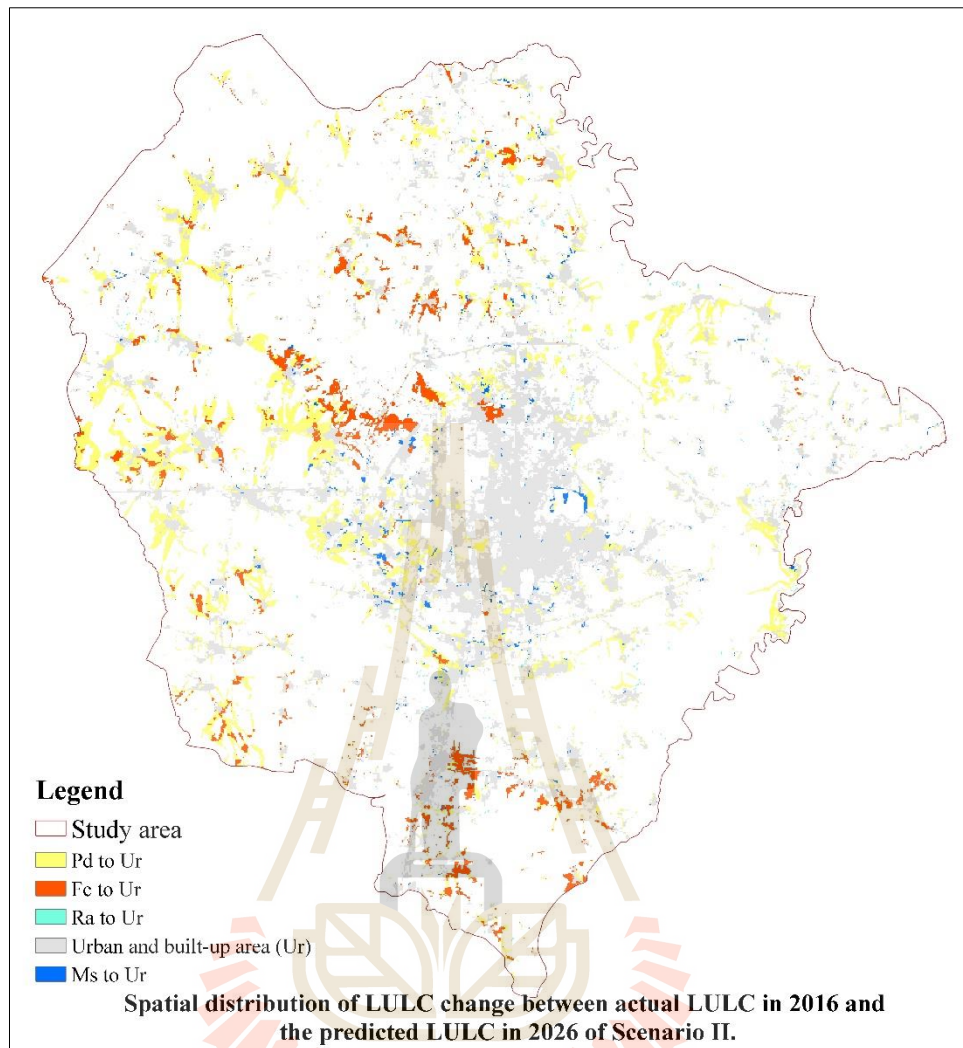 Legend
Study area
Pd to Ur
Fc to Ur
Ra to Ur
Urban and built-up area (Ur)
Ms to Ur
Spatial distribution of LULC change between actual LULC in 2016 and
the predicted LULC in 2026 of Scenario II.